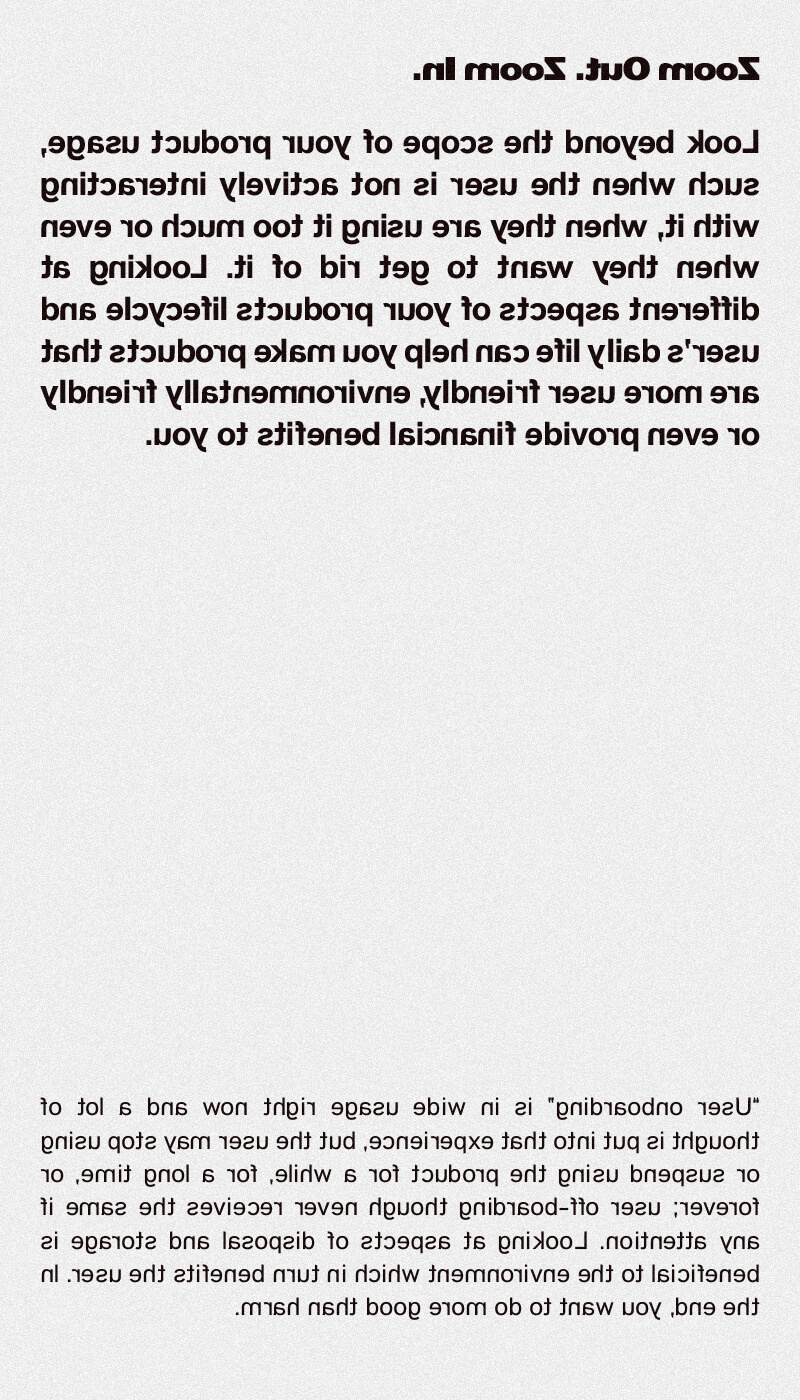 Zoom Out. Zoom In.
Look beyond the scope of your product usage,
such when the user is not actively interacting
with it, when they are using it too much or even
when they want to get rid of it. Looking at
different aspects of your products lifecycle and
user's daily life can help you make products that
are more user friendly, environmentally friendly
or even provide financial benefits to you.
"User onboarding" is in wide usage right now and a lot of
thought is put into that experience, but the user may stop using
or suspend using the product for a while, for a long time, or
forever; user off-boarding though never receives the same if
any attention. Looking at aspects of disposal and storage is
beneficial to the environment which in turn benefits the user. In
the end, you want to do more good than harm.